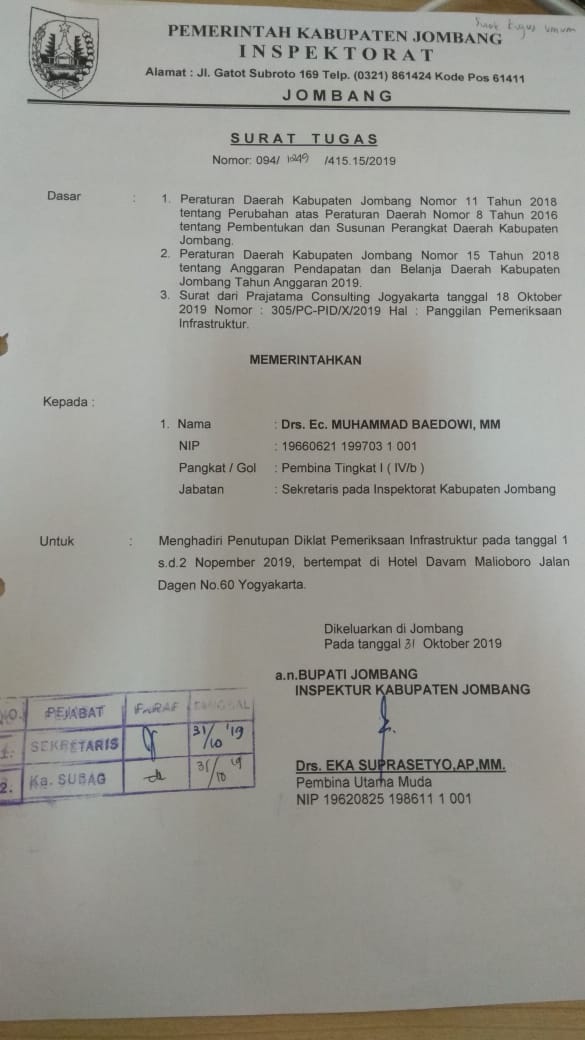 Surat tugas umum
PEMERINTAH KABUPATEN JOMBANG
INSPEKTORAT
Alamat : Jl. Gatot Subroto 169 Telp. (0321) 861424 Kode Pos 61411
JOMBANG
SURAT TUGAS
Nomor: 094/ 1249 /415.15/2019
Dasar : 1. Peraturan Daerah Kabupaten Jombang Nomor 11 Tahun 2018
tentang Perubahan atas Peraturan Daerah Nomor 8 Tahun 2016
tentang Pembentukan dan Susunan Perangkat Daerah Kabupaten
Jombang.
2. Peraturan Daerah Kabupaten Jombang Nomor 15 Tahun 2018
tentang Anggaran Pendapatan dan Belanja Daerah Kabupaten
Jombang Tahun Anggaran 2019.
3. Surat dari Prajatama Consulting Jogyakarta tanggal 18 Oktober
2019 Nomor : 305/PC-PID/X/2019 Hal : Panggilan Pemeriksaan
Infrastruktur.
MEMERINTAHKAN
Kepada :
1. Nama : Drs. Ec. MUHAMMAD BAEDOWI, MM
NIP : 19660621 199703 1 001
Pangkat / Gol : Pembina Tingkat I ( IV/b )
Jabatan : Sekretaris pada Inspektorat Kabupaten Jombang
Untuk : Menghadiri Penutupan Diklat Pemeriksaan Infrastruktur pada tanggal 1
s.d.2 Nopember 2019, bertempat di Hotel Davam Malioboro Jalan
Dagen No.60 Yogyakarta.
Dikeluarkan di Jombang
Pada tanggal 31 Oktober 2019
a.n.BUPATI JOMBANG
INSPEKTUR KABUPATEN JOMBANG
Drs. EKA SUPRASETYO,AP,MM.
Pembina Utama Muda
NIP 19620825 198611 1 001
NO. PEJABAT PARAF TANGGAL
1. SEKRETARIS 31/10 '19
2. Ka. SUBAG 31/10 '19